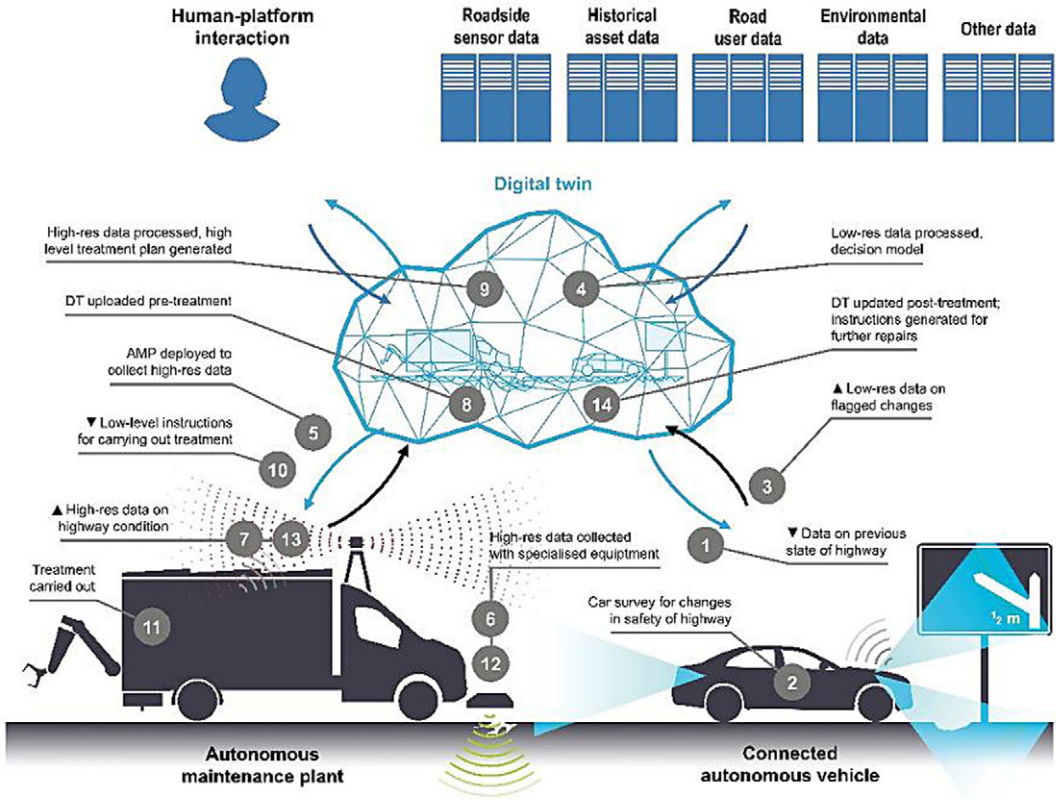 Human-platform
interaction
Roadside
sensor data
Historical
asset data
Road
user data
Environmental
data
Other data
Digital twin
High-res data processed, high
level treatment plan generated
9
4
Low-res data processed,
decision model
DT uploaded pre-treatment
8
14
DT updated post-treatment;
instructions generated for
further repairs
AMP deployed to
collect high-res data
5
▲ Low-res data on
flagged changes
3
▼ Low-level instructions
for carrying out treatment
10
▲ High-res data on
highway condition
7
13
High-res data collected
with specialised equiptment
6
12
1
▼ Data on previous
state of highway
Treatment
carried out
11
Car survey for changes
in safety of highway
2
½ m
Autonomous
maintenance plant
Connected
autonomous vehicle